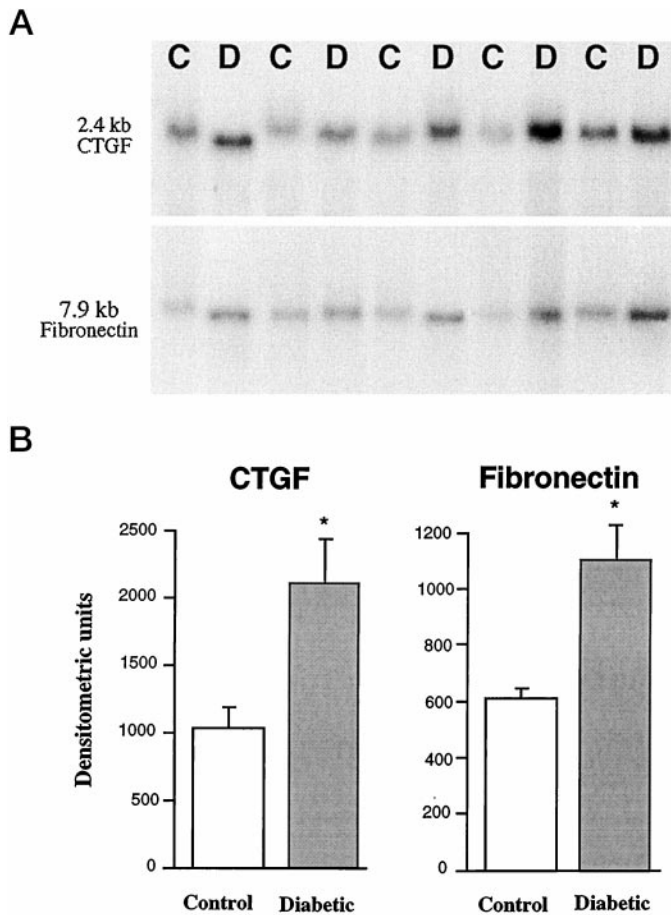 A
C D C D C D C D C D
2.4 kb
CTGF
7.9 kb
Fibronectin
B
CTGF
Fibronectin
Densitometric units
2500
2000
1500
1000
500
0
*
Control Diabetic
1200
1000
800
600
400
200
0
*
Control Diabetic